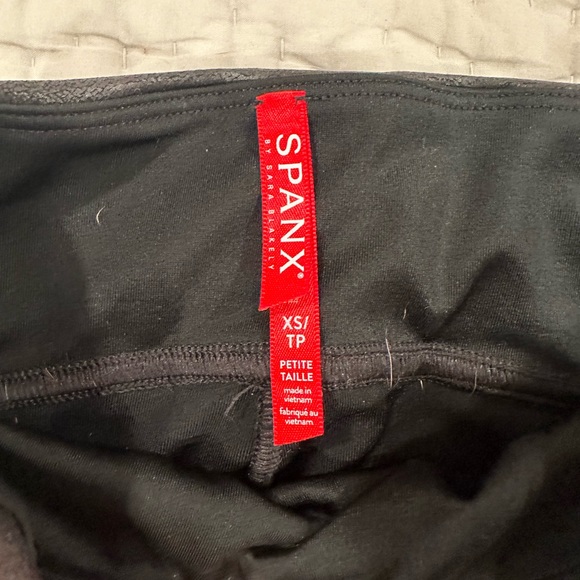 SPANX®
BY SARA BLAKELY
XS/
TP
PETITE
TAILLE
made in
vietnam
fabriqué au
vietnam